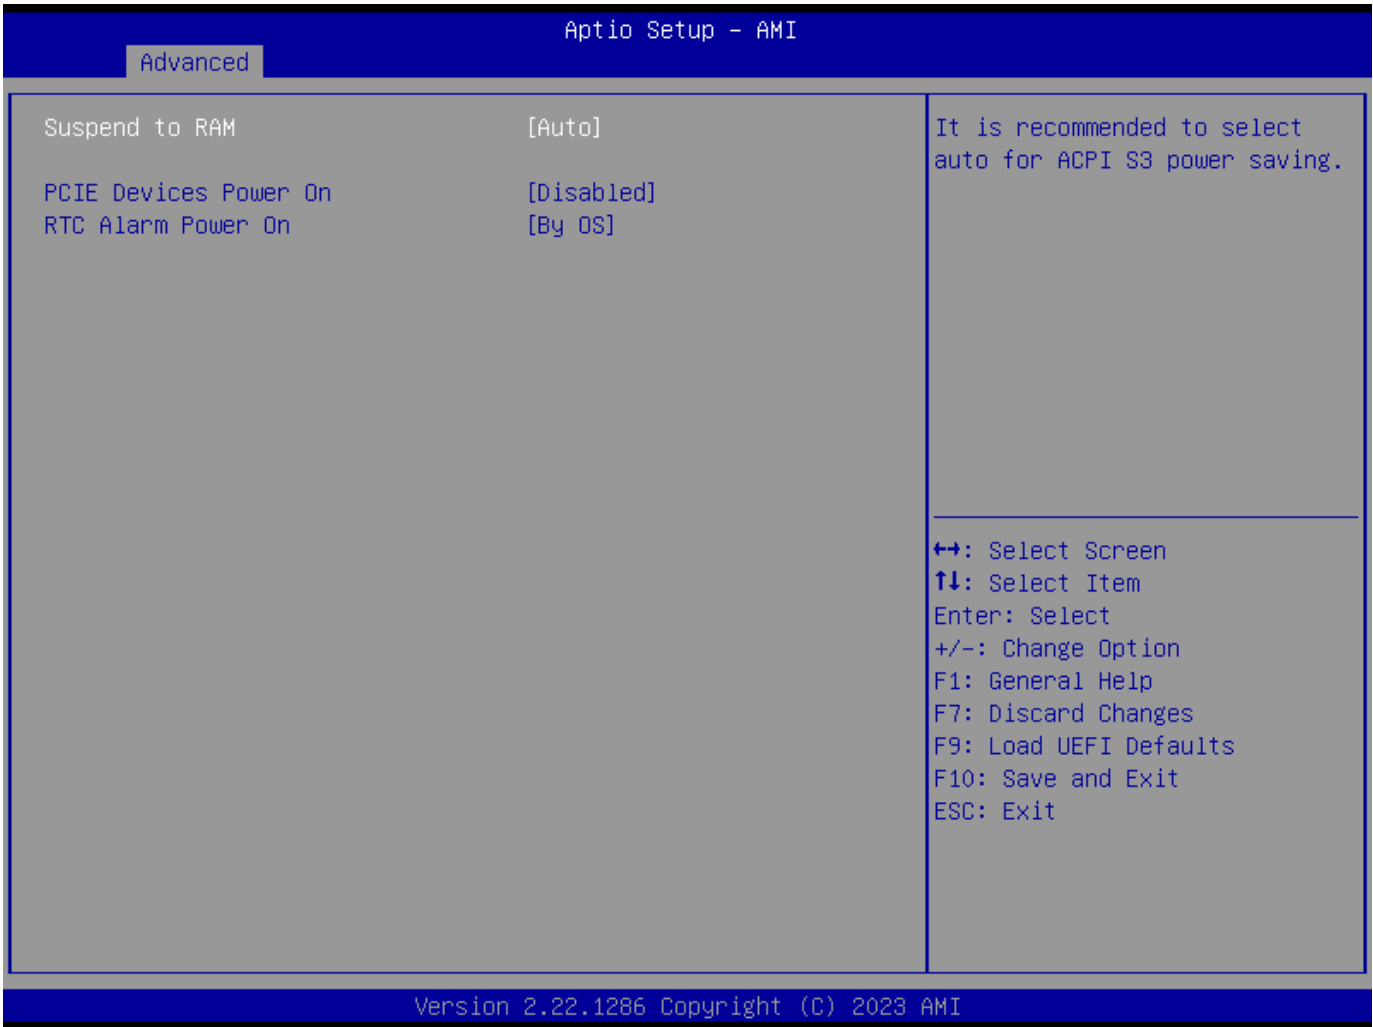 Aptio Setup – AMI
Advanced
Suspend to RAM [Auto]
PCIE Devices Power On [Disabled]
RTC Alarm Power On [By OS]
It is recommended to select
auto for ACPI S3 power saving.
↔: Select Screen
↑↓: Select Item
Enter: Select
+/-: Change Option
F1: General Help
F7: Discard Changes
F9: Load UEFI Defaults
F10: Save and Exit
ESC: Exit
Version 2.22.1286 Copyright (C) 2023 AMI